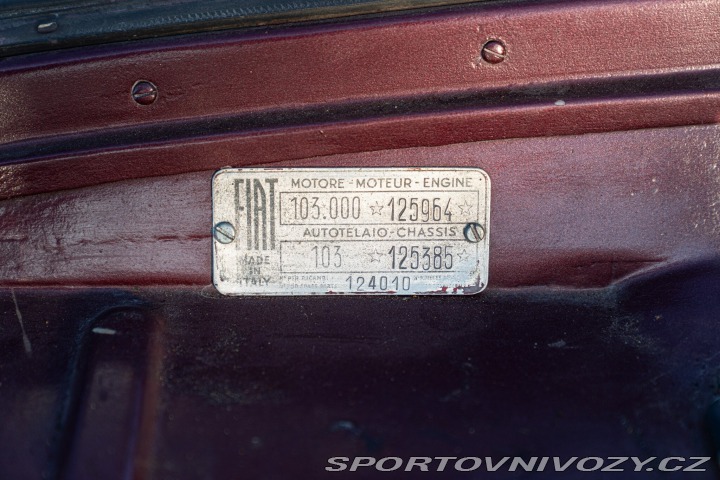 FIAT
MADE
IN
ITALY
MOTORE - MOTEUR - ENGINE
103.000 ☆ 125964 ☆
AUTOTELAIO - CHASSIS
103 ☆ 125385 ☆
124010
SPORTOVNIVOZY.CZ